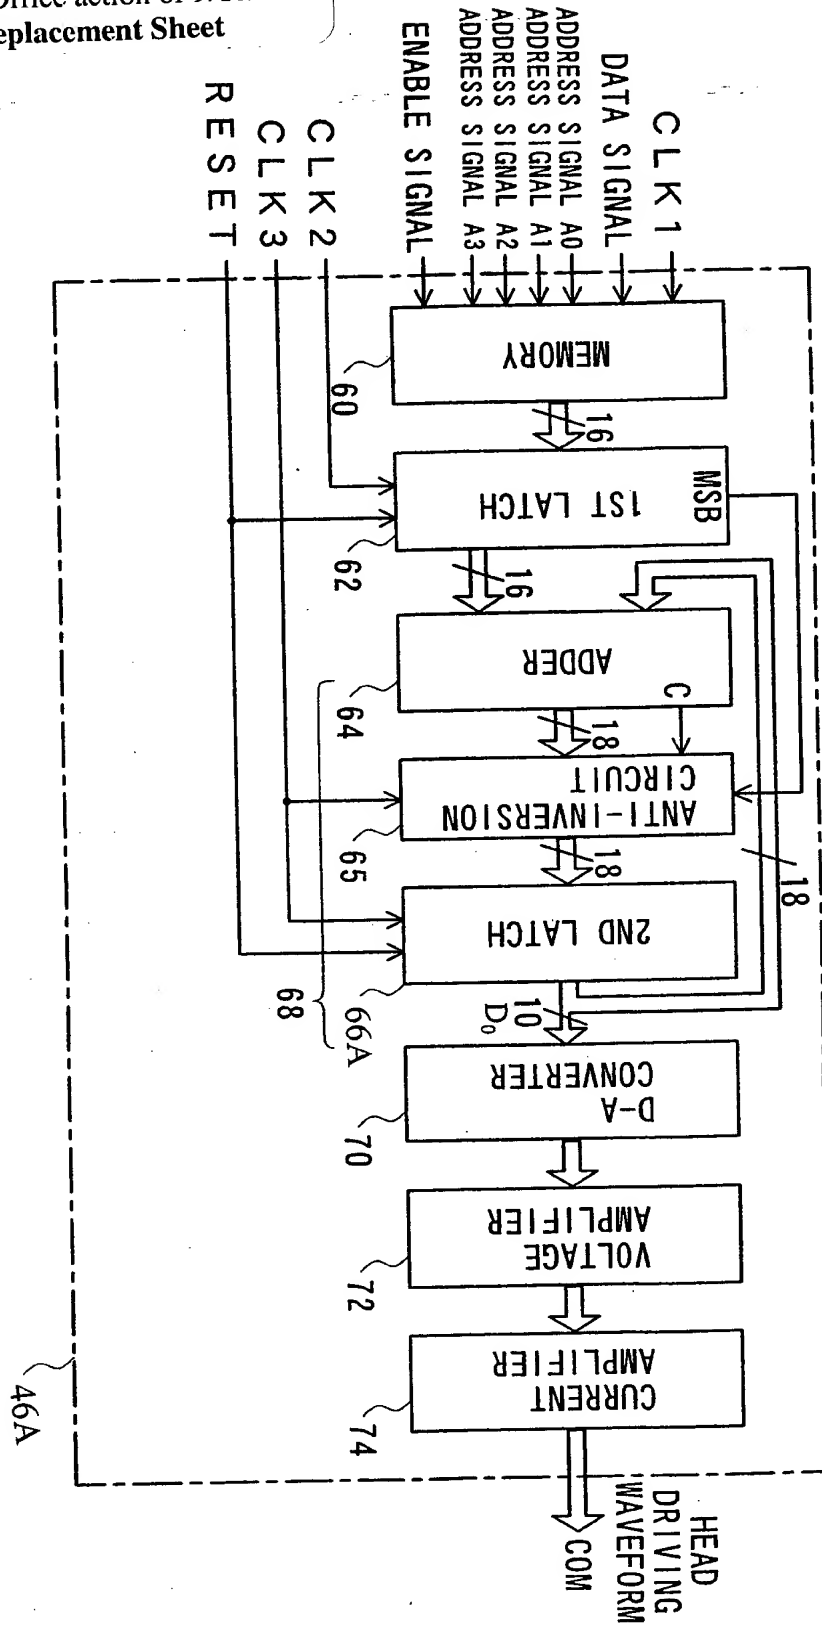 Replacement Sheet
CLK1
DATA SIGNAL
ADDRESS SIGNAL A0
ADDRESS SIGNAL A1
ADDRESS SIGNAL A2
ADDRESS SIGNAL A3
ENABLE SIGNAL
CLK2
CLK3
RESET
MEMORY
60
16
MSB
1ST LATCH
62
16
ADDER
C
64
18
ANTI-INVERSION
CIRCUIT
65
18
18
2ND LATCH
66A
68
10
D₀
D-A
CONVERTER
70
VOLTAGE
AMPLIFIER
72
CURRENT
AMPLIFIER
74
HEAD
DRIVING
WAVEFORM
COM
46A